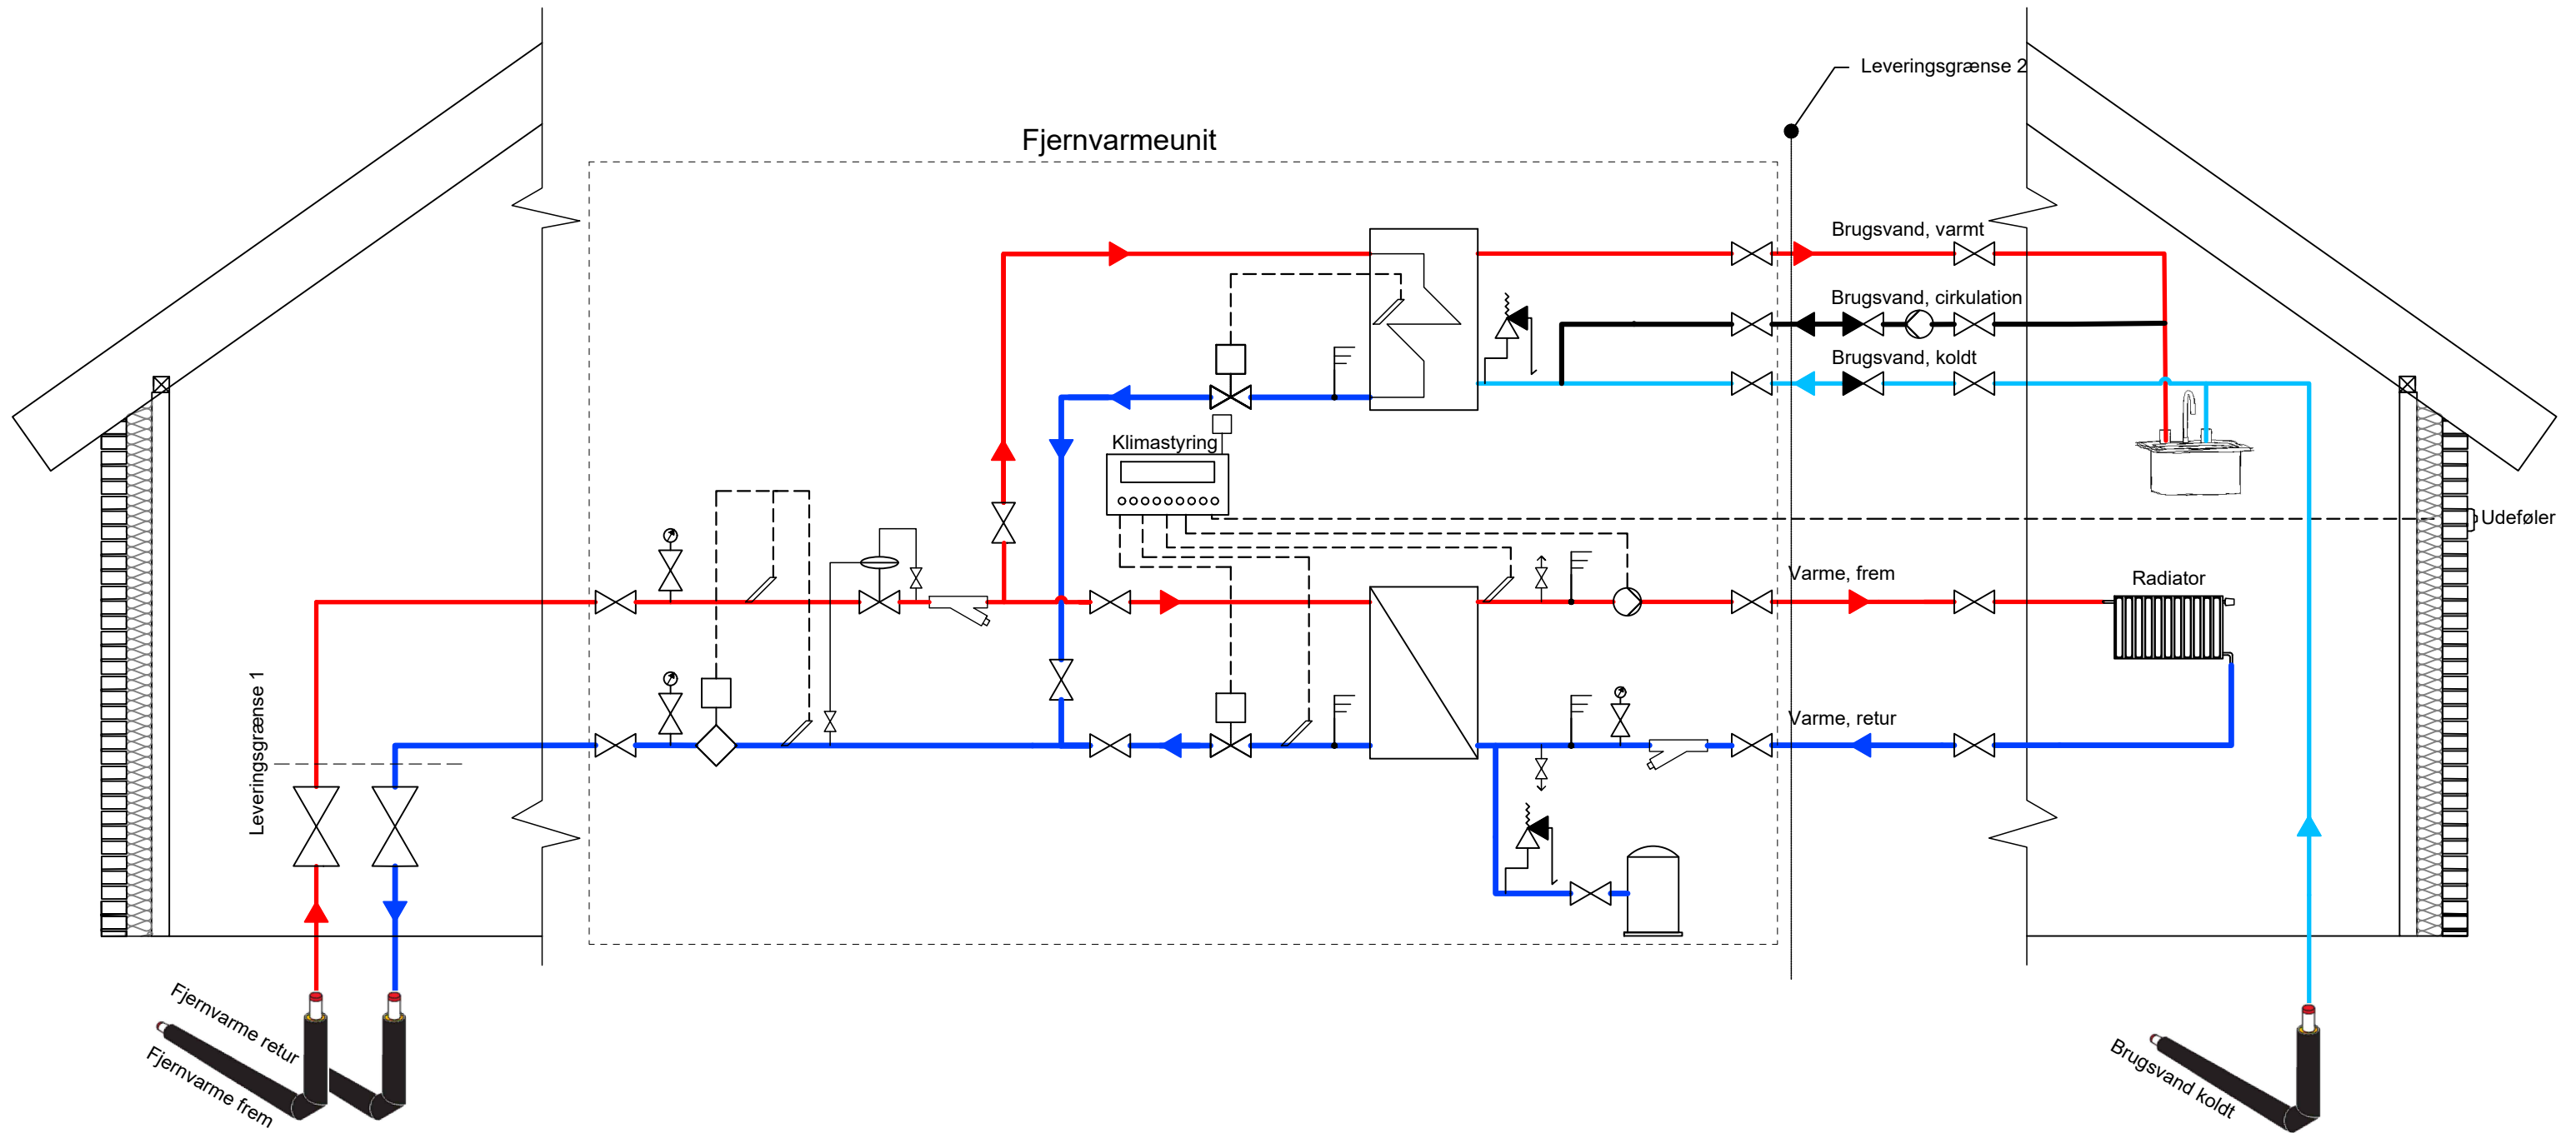 Leveringsgrænse 2
Fjernvarmeunit
Brugsvand, varmt
Brugsvand, cirkulation
Brugsvand, koldt
Klimastyring
Udeføler
Varme, frem
Radiator
Leveringsgrænse 1
Varme, retur
Fjernvarme retur
Fjernvarme frem
Brugsvand koldt